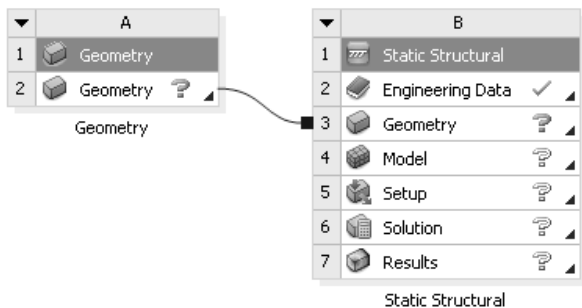 A
1 Geometry
2 Geometry ?
Geometry
B
1 Static Structural
2 Engineering Data
3 Geometry ?
4 Model ?
5 Setup ?
6 Solution ?
7 Results ?
Static Structural